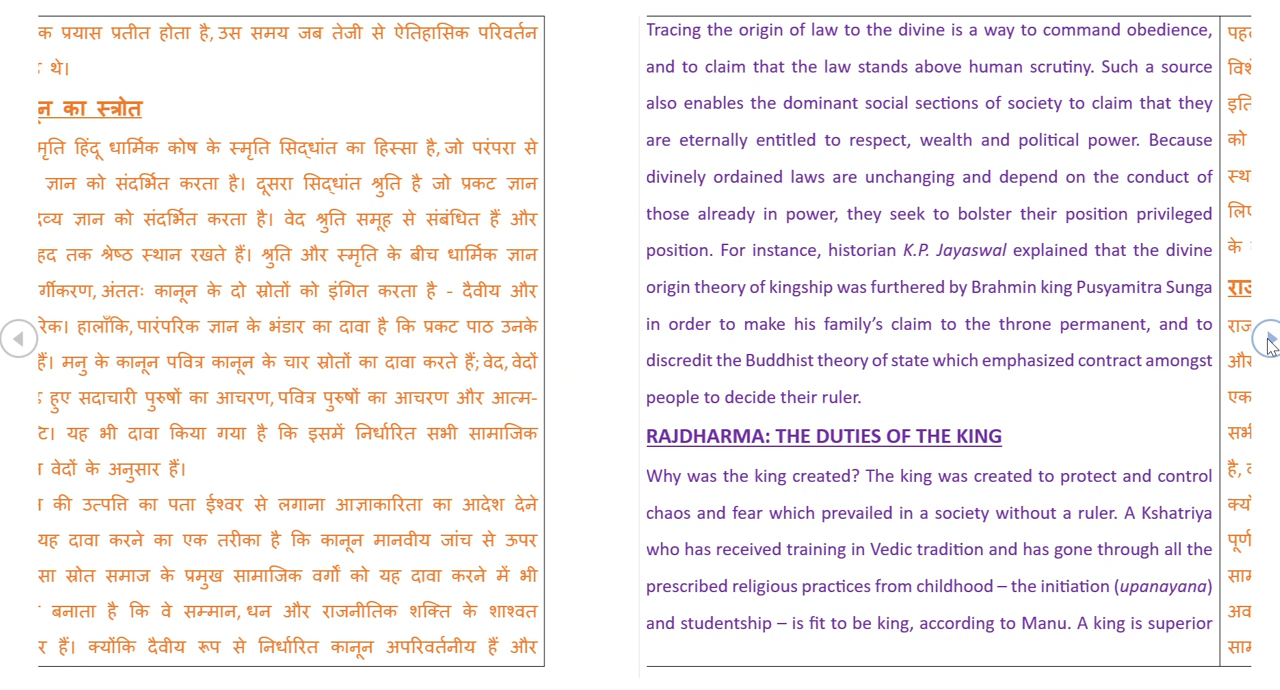 क प्रयास प्रतीत होता है, उस समय जब तेजी से ऐतिहासिक परिवर्तन
थे।
का स्त्रोत
हिंदू धार्मिक कोष के स्मृति सिद्धांत का हिस्सा है, जो परंपरा से
ज्ञान को संदर्भित करता है। दूसरा सिद्धांत श्रुति है जो प्रकट ज्ञान
ज्ञान को संदर्भित करता है। वेद श्रुति समूह से संबंधित हैं और
हद तक श्रेष्ठ स्थान रखते हैं। श्रुति और स्मृति के बीच धार्मिक ज्ञान
र्गीकरण, अंततः कानून के दो स्रोतों को इंगित करता है - दैवीय और
रिक। हालाँकि, पारंपरिक ज्ञान के भंडार का दावा है कि प्रकट पाठ उनके
हैं। मनु के कानून पवित्र कानून के चार स्रोतों का दावा करते हैं; वेद, वेदों
हुए सदाचारी पुरुषों का आचरण, पवित्र पुरुषों का आचरण और आत्म-
यह भी दावा किया गया है कि इसमें निर्धारित सभी सामाजिक
वेदों के अनुसार हैं।
की उत्पत्ति का पता ईश्वर से लगाना आज्ञाकारिता का आदेश देने
यह दावा करने का एक तरीका है कि कानून मानवीय जांच से ऊपर
सा स्रोत समाज के प्रमुख सामाजिक वर्गों को यह दावा करने में भी
बनाता है कि वे सम्मान, धन और राजनीतिक शक्ति के शाश्वत
र हैं। क्योंकि दैवीय रूप से निर्धारित कानून अपरिवर्तनीय हैं और
Tracing the origin of law to the divine is a way to command obedience,
and to claim that the law stands above human scrutiny. Such a source
also enables the dominant social sections of society to claim that they
are eternally entitled to respect, wealth and political power. Because
divinely ordained laws are unchanging and depend on the conduct of
those already in power, they seek to bolster their position privileged
position. For instance, historian K.P. Jayaswal explained that the divine
origin theory of kingship was furthered by Brahmin king Pusyamitra Sunga
in order to make his family’s claim to the throne permanent, and to
discredit the Buddhist theory of state which emphasized contract amongst
people to decide their ruler.
RAJDHARMA: THE DUTIES OF THE KING
Why was the king created? The king was created to protect and control
chaos and fear which prevailed in a society without a ruler. A Kshatriya
who has received training in Vedic tradition and has gone through all the
prescribed religious practices from childhood – the initiation (upanayana)
and studentship – is fit to be king, according to Manu. A king is superior
को
के
और
एक